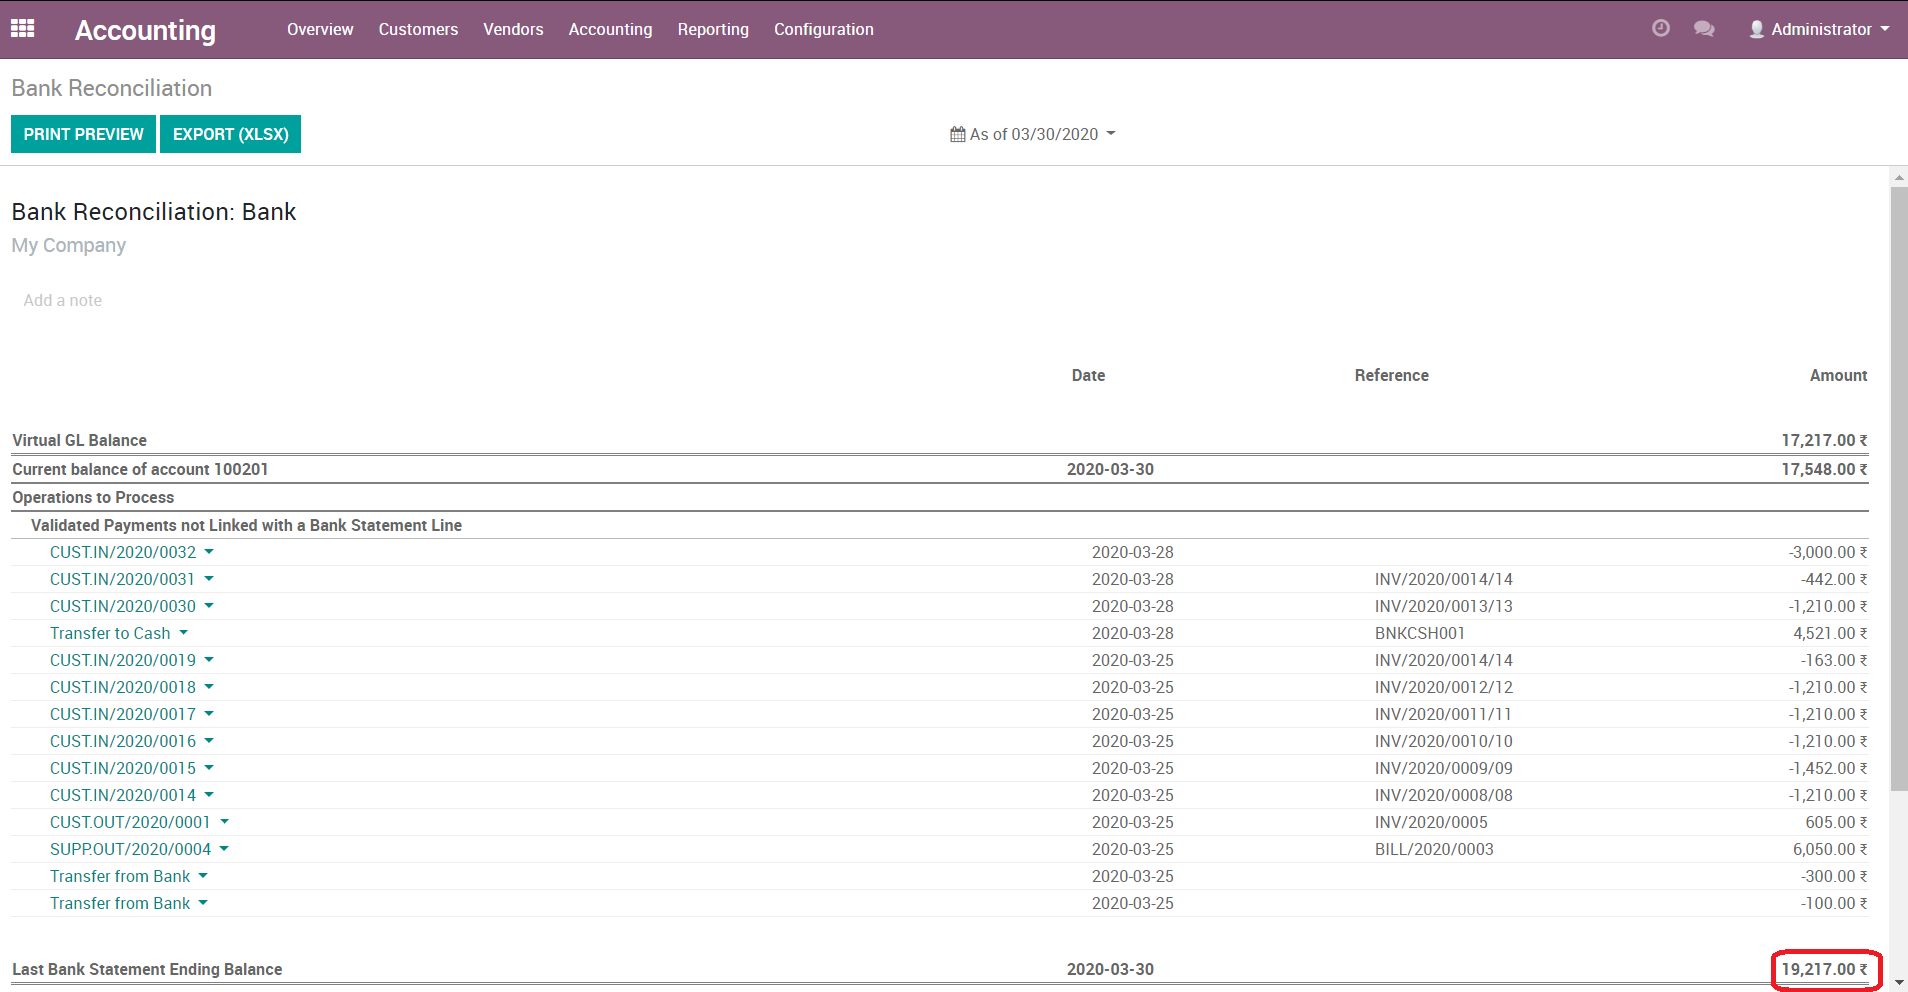 Accounting Overview Customers Vendors Accounting Reporting Configuration Administrator
Bank Reconciliation
PRINT PREVIEW EXPORT (XLSX) As of 03/30/2020
Bank Reconciliation: Bank
My Company
Add a note
Date Reference Amount
Virtual GL Balance 17,217.00 ₹
Current balance of account 100201 2020-03-30 17,548.00 ₹
Operations to Process
Validated Payments not Linked with a Bank Statement Line
CUST.IN/2020/0032 2020-03-28 -3,000.00 ₹
CUST.IN/2020/0031 2020-03-28 INV/2020/0014/14 -442.00 ₹
CUST.IN/2020/0030 2020-03-28 INV/2020/0013/13 -1,210.00 ₹
Transfer to Cash 2020-03-28 BNKCSH001 4,521.00 ₹
CUST.IN/2020/0019 2020-03-25 INV/2020/0014/14 -163.00 ₹
CUST.IN/2020/0018 2020-03-25 INV/2020/0012/12 -1,210.00 ₹
CUST.IN/2020/0017 2020-03-25 INV/2020/0011/11 -1,210.00 ₹
CUST.IN/2020/0016 2020-03-25 INV/2020/0010/10 -1,210.00 ₹
CUST.IN/2020/0015 2020-03-25 INV/2020/0009/09 -1,452.00 ₹
CUST.IN/2020/0014 2020-03-25 INV/2020/0008/08 -1,210.00 ₹
CUST.OUT/2020/0001 2020-03-25 INV/2020/0005 605.00 ₹
SUPP.OUT/2020/0004 2020-03-25 BILL/2020/0003 6,050.00 ₹
Transfer from Bank 2020-03-25 -300.00 ₹
Transfer from Bank 2020-03-25 -100.00 ₹
Last Bank Statement Ending Balance 2020-03-30 19,217.00 ₹